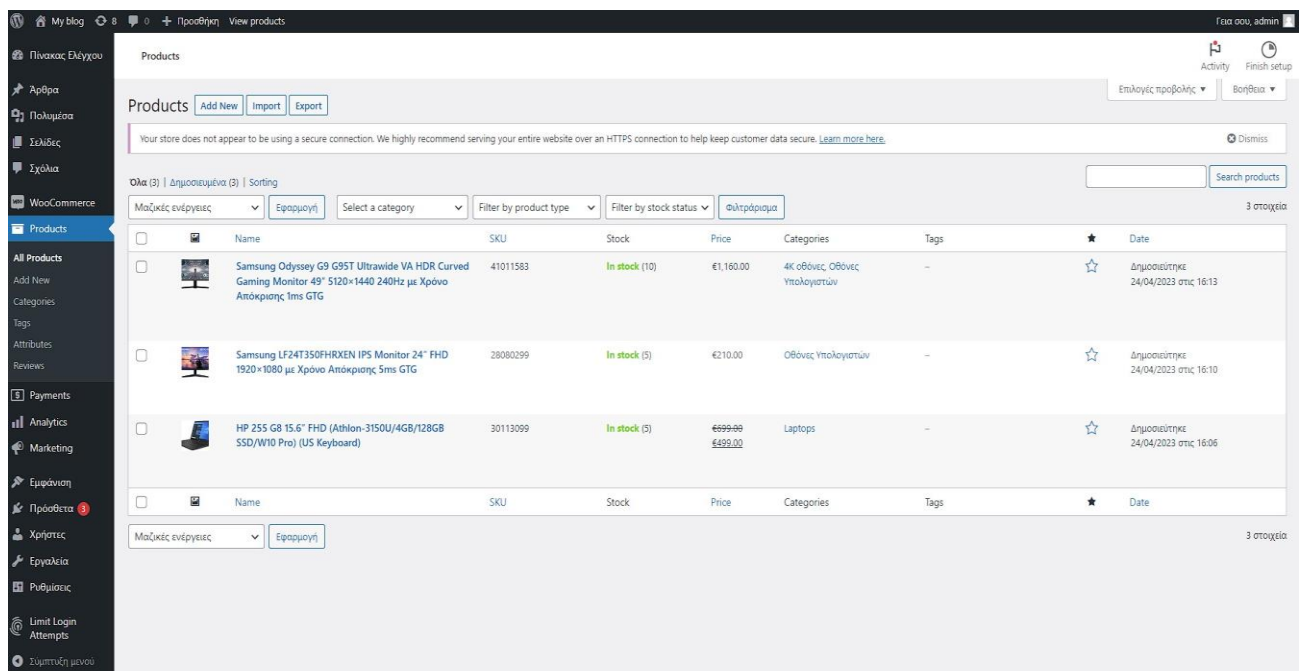 My blog 8 0 + Προσθήκη View products Γεια σου, admin
Πίνακας Ελέγχου
Άρθρα
Πολυμέσα
Σελίδες
Σχόλια
WooCommerce
Products
All Products
Add New
Categories
Tags
Attributes
Reviews
Payments
Analytics
Marketing
Εμφάνιση
Πρόσθετα 3
Χρήστες
Εργαλεία
Ρυθμίσεις
Limit Login
Attempts
Σύμπτυξη μενού
Products
Activity Finish setup
Επιλογές προβολής ▼ Βοήθεια ▼
Products Add New Import Export
Your store does not appear to be using a secure connection. We highly recommend serving your entire website over an HTTPS connection to help keep customer data secure. Learn more here. Dismiss
Όλα (3) | Δημοσιευμένα (3) | Sorting
Search products
Μαζικές ενέργειες Εφαρμογή Select a category Filter by product type Filter by stock status Φιλτράρισμα 3 στοιχεία
Name SKU Stock Price Categories Tags Date
Samsung Odyssey G9 G95T Ultrawide VA HDR Curved 41011583 In stock (10) €1,160.00 4K οθόνες, Οθόνες – Δημοσιεύτηκε
Gaming Monitor 49″ 5120×1440 240Hz με Χρόνο Υπολογιστών 24/04/2023 στις 16:13
Απόκρισης 1ms GTG
Samsung LF24T350FHRXEN IPS Monitor 24″ FHD 28080299 In stock (5) €210.00 Οθόνες Υπολογιστών – Δημοσιεύτηκε
1920×1080 με Χρόνο Απόκρισης 5ms GTG 24/04/2023 στις 16:10
HP 255 G8 15.6″ FHD (Athlon-3150U/4GB/128GB 30113099 In stock (5) €699.00 Laptops – Δημοσιεύτηκε
SSD/W10 Pro) (US Keyboard) €499.00 24/04/2023 στις 16:06
Name SKU Stock Price Categories Tags Date
Μαζικές ενέργειες Εφαρμογή 3 στοιχεία